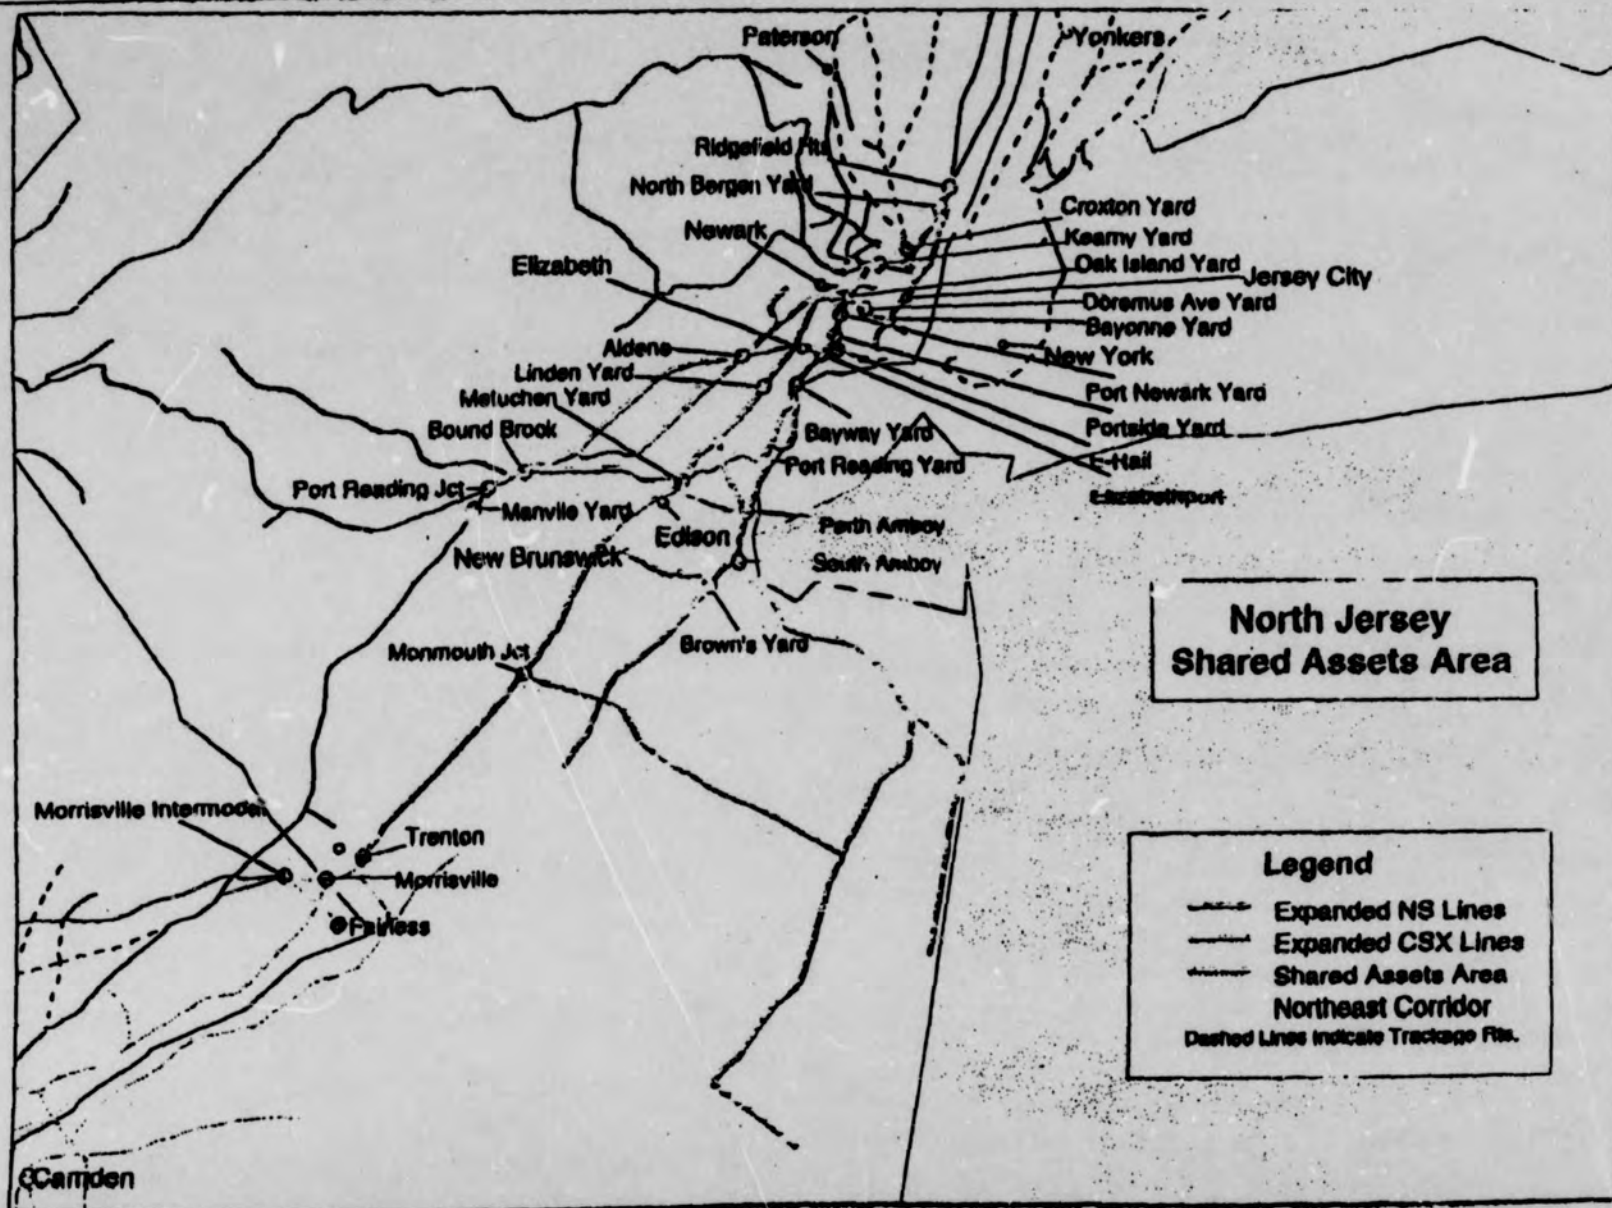 Paterson
Yonkers
Ridgefield Hts
North Bergen Yard
Croxton Yard
Newark
Kearny Yard
Elizabeth
Oak Island Yard
Jersey City
Doremus Ave Yard
Bayonne Yard
Aldene
New York
Linden Yard
Metuchen Yard
Port Newark Yard
Bound Brook
Bayway Yard
Portside Yard
Port Reading Yard
E-Rail
Port Reading Jct
Elizabethport
Manville Yard
Perth Amboy
Edison
New Brunswick
South Amboy
North Jersey
Shared Assets Area
Brown's Yard
Monmouth Jct
Morrisville Intermodal
Trenton
Morrisville
Fairless
Legend
Expanded NS Lines
Expanded CSX Lines
Shared Assets Area
Northeast Corridor
Dashed Lines Indicate Trackage Rts.
Camden